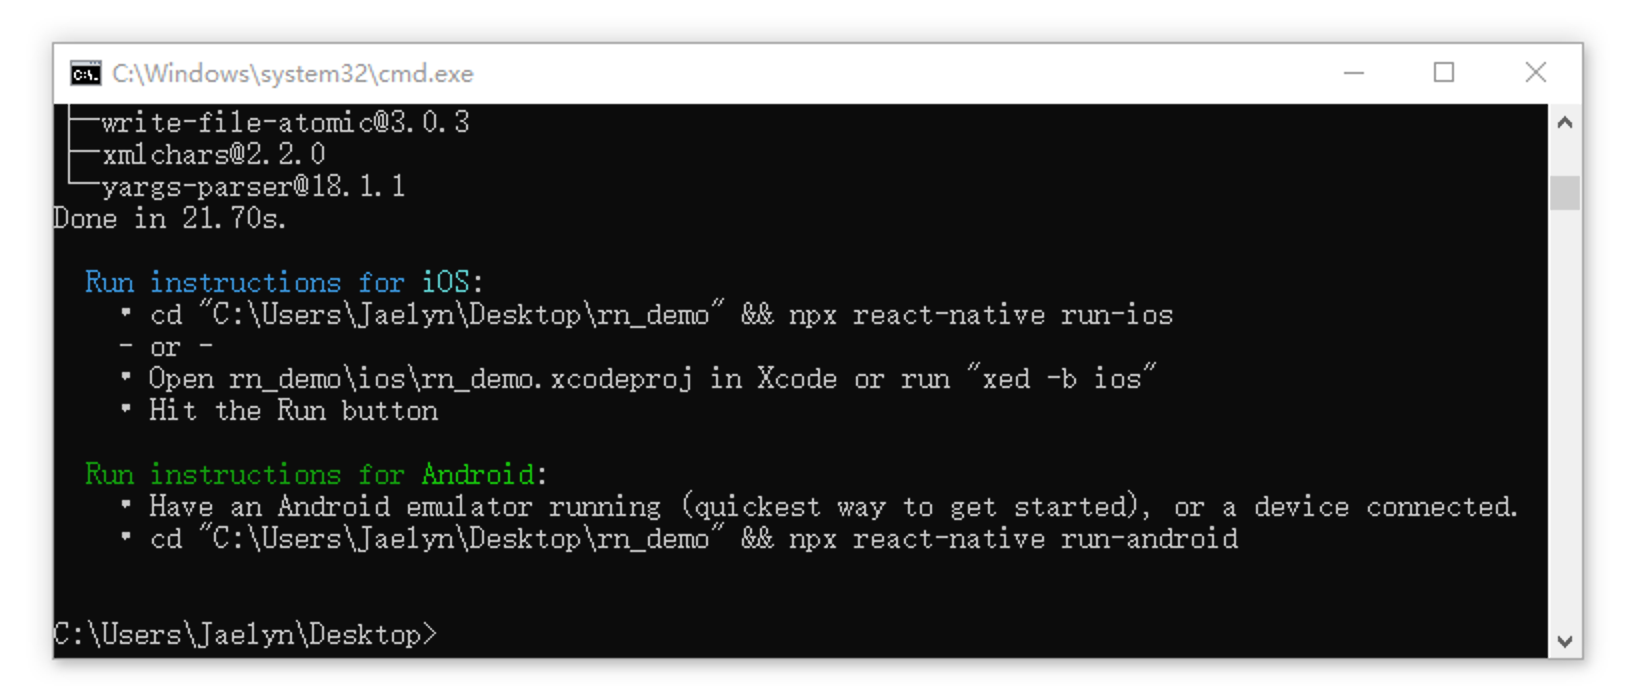 C:\Windows\system32\cmd.exe
├─write-file-atomic@3.0.3
├─xmlchars@2.2.0
└─yargs-parser@18.1.1
Done in 21.70s.
Run instructions for iOS:
• cd "C:\Users\Jaelyn\Desktop\rn_demo" && npx react-native run-ios
- or -
• Open rn_demo\ios\rn_demo.xcodeproj in Xcode or run "xed -b ios"
• Hit the Run button
Run instructions for Android:
• Have an Android emulator running (quickest way to get started), or a device connected.
• cd "C:\Users\Jaelyn\Desktop\rn_demo" && npx react-native run-android
C:\Users\Jaelyn\Desktop>